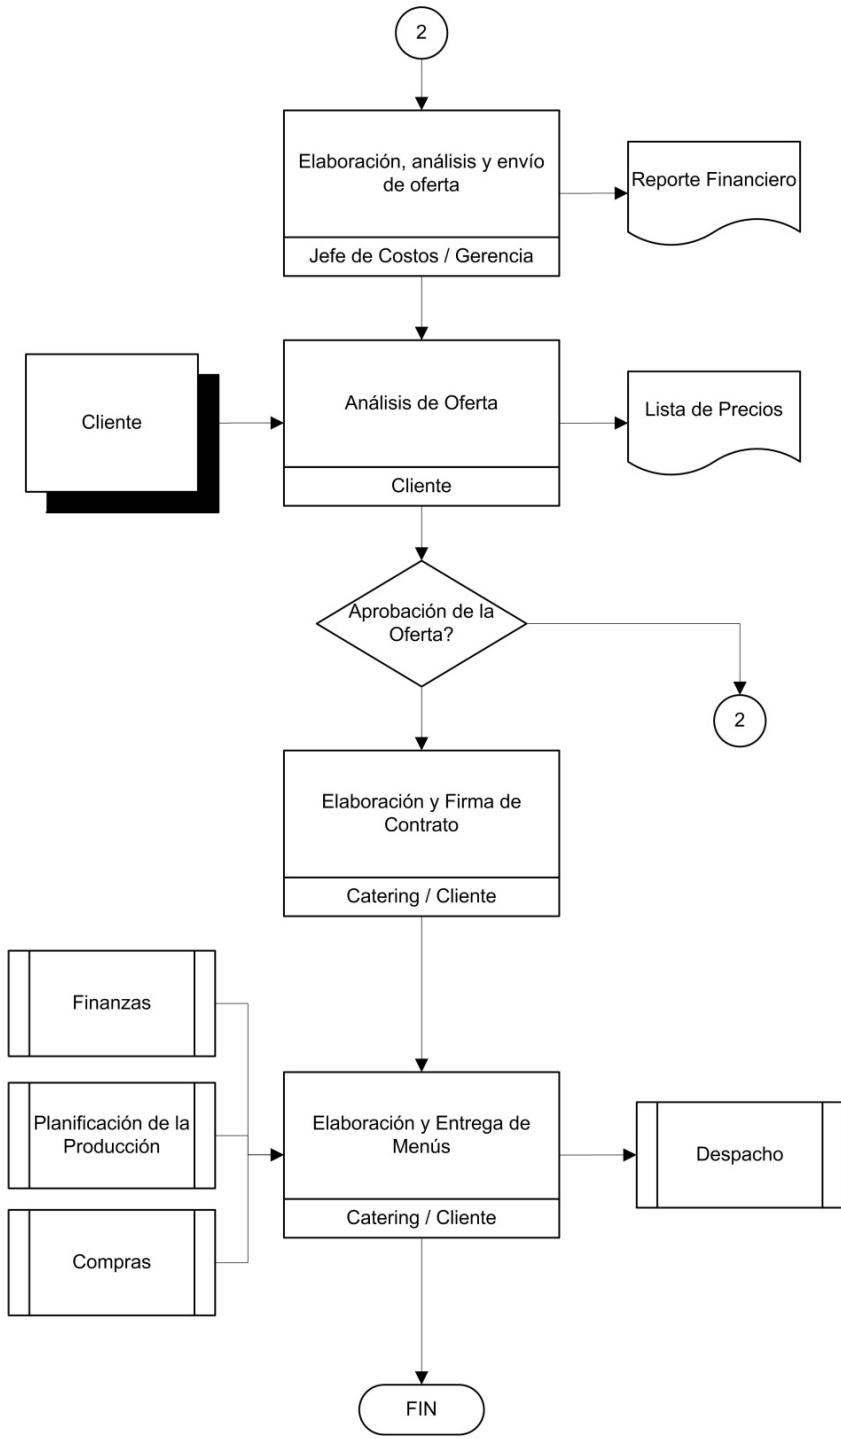 2
Elaboración, análisis y envío
de oferta
Jefe de Costos / Gerencia
Reporte Financiero
Cliente
Análisis de Oferta
Cliente
Lista de Precios
Aprobación de la
Oferta?
2
Elaboración y Firma de
Contrato
Catering / Cliente
Finanzas
Planificación de la
Producción
Compras
Elaboración y Entrega de
Menús
Catering / Cliente
Despacho
FIN